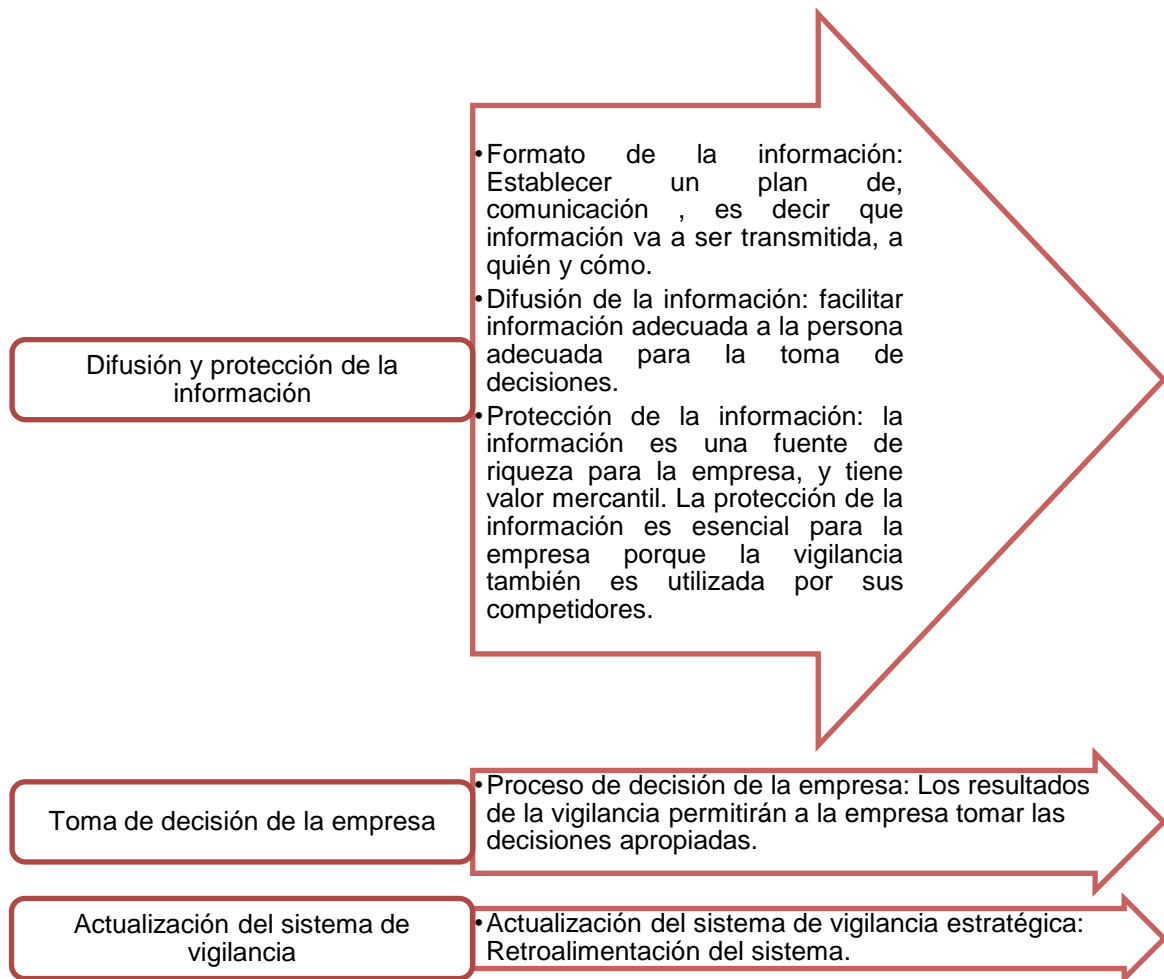 Difusión y protección de la
información
•Formato de la información:
Establecer un plan de,
comunicación , es decir que
información va a ser transmitida, a
quién y cómo.
•Difusión de la información: facilitar
información adecuada a la persona
adecuada para la toma de
decisiones.
•Protección de la información: la
información es una fuente de
riqueza para la empresa, y tiene
valor mercantil. La protección de la
información es esencial para la
empresa porque la vigilancia
también es utilizada por sus
competidores.
Toma de decisión de la empresa
•Proceso de decisión de la empresa: Los resultados
de la vigilancia permitirán a la empresa tomar las
decisiones apropiadas.
Actualización del sistema de
vigilancia
•Actualización del sistema de vigilancia estratégica:
Retroalimentación del sistema.